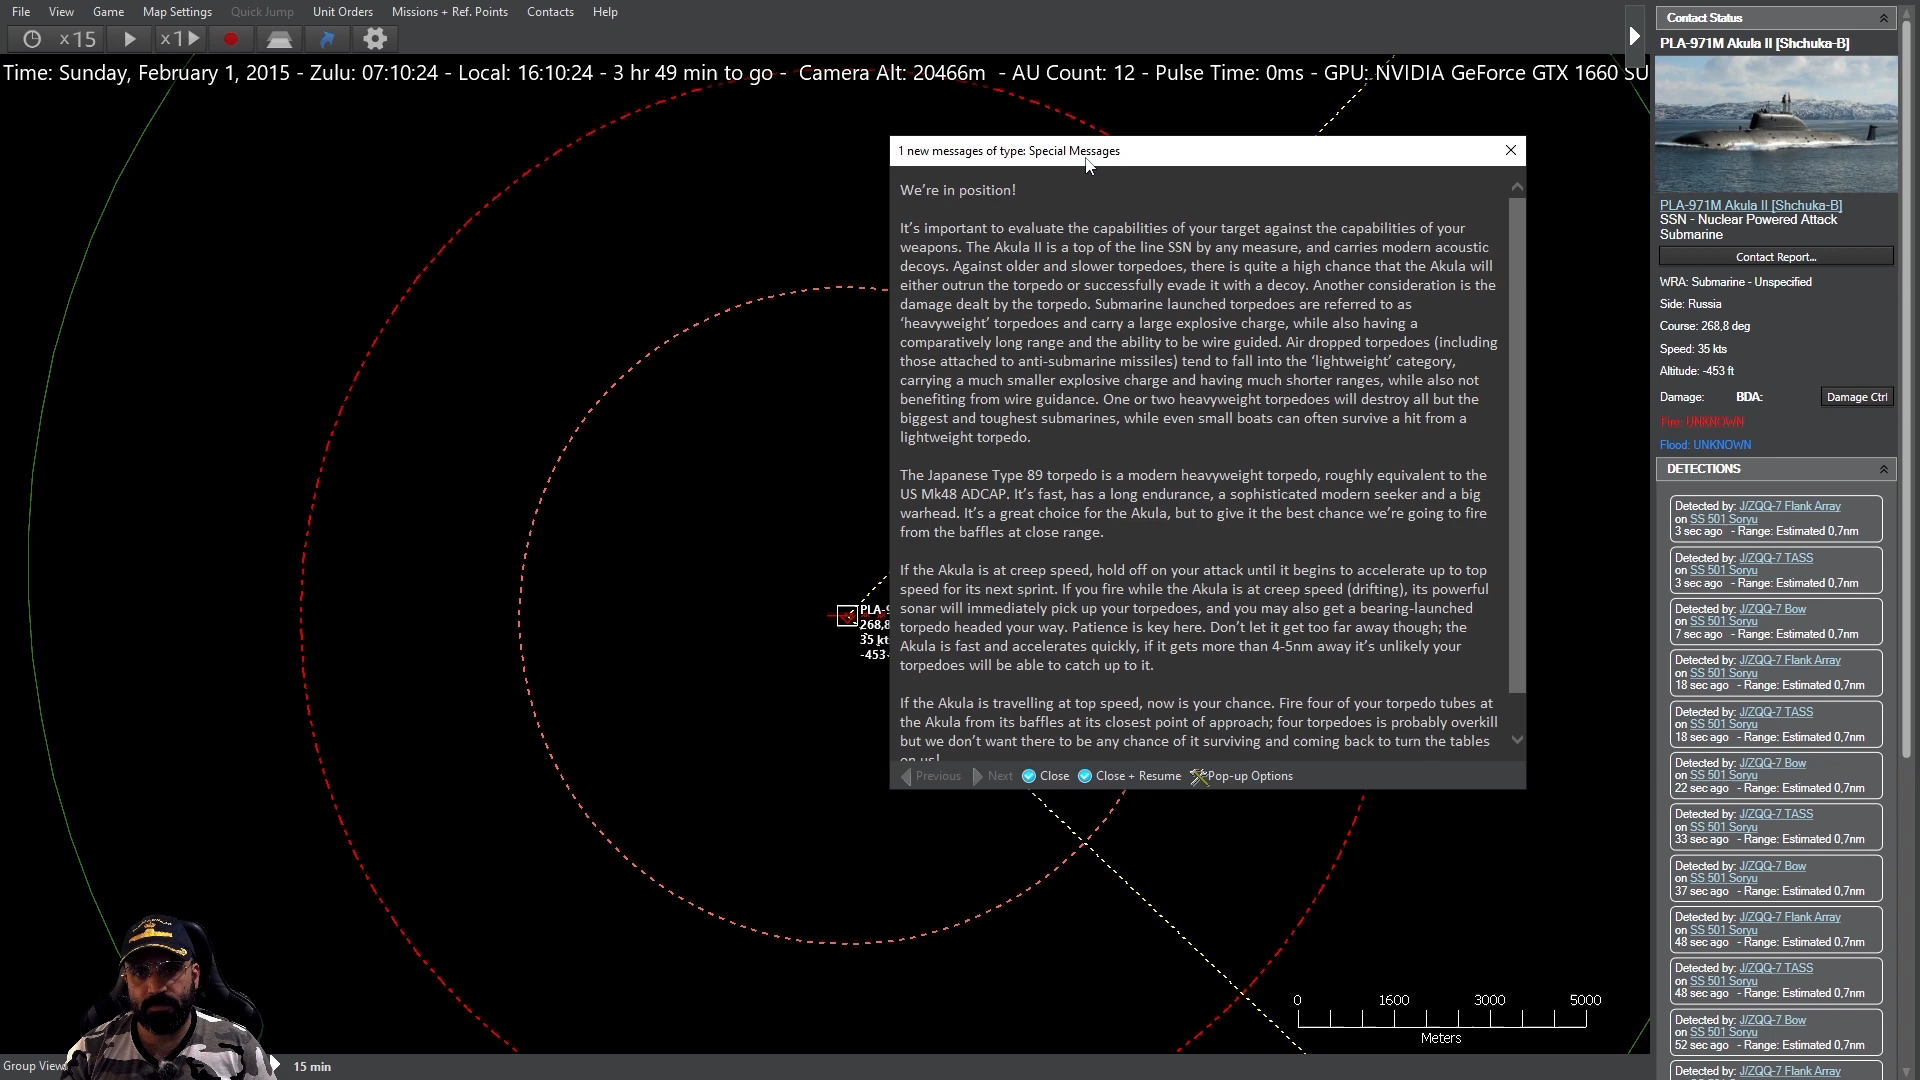 File View Game Map Settings Quick Jump Unit Orders Missions + Ref. Points Contacts Help
x15 x1
Time: Sunday, February 1, 2015 - Zulu: 07:10:24 - Local: 16:10:24 - 3 hr 49 min to go - Camera Alt: 20466m - AU Count: 12 - Pulse Time: 0ms - GPU: NVIDIA GeForce GTX 1660 SU
1 new messages of type: Special Messages
We're in position!
It's important to evaluate the capabilities of your target against the capabilities of your
weapons. The Akula II is a top of the line SSN by any measure, and carries modern acoustic
decoys. Against older and slower torpedoes, there is quite a high chance that the Akula will
either outrun the torpedo or successfully evade it with a decoy. Another consideration is the
damage dealt by the torpedo. Submarine launched torpedoes are referred to as
‘heavyweight’ torpedoes and carry a large explosive charge, while also having a
comparatively long range and the ability to be wire guided. Air dropped torpedoes (including
those attached to anti-submarine missiles) tend to fall into the ‘lightweight’ category,
carrying a much smaller explosive charge and having much shorter ranges, while also not
benefiting from wire guidance. One or two heavyweight torpedoes will destroy all but the
biggest and toughest submarines, while even small boats can often survive a hit from a
lightweight torpedo.
The Japanese Type 89 torpedo is a modern heavyweight torpedo, roughly equivalent to the
US Mk48 ADCAP. It's fast, has a long endurance, a sophisticated modern seeker and a big
warhead. It's a great choice for the Akula, but to give it the best chance we're going to fire
from the baffles at close range.
If the Akula is at creep speed, hold off on your attack until it begins to accelerate up to top
speed for its next sprint. If you fire while the Akula is at creep speed (drifting), its powerful
sonar will immediately pick up your torpedoes, and you may also get a bearing-launched
torpedo headed your way. Patience is key here. Don't let it get too far away though; the
Akula is fast and accelerates quickly, if it gets more than 4-5nm away it's unlikely your
torpedoes will be able to catch up to it.
If the Akula is travelling at top speed, now is your chance. Fire four of your torpedo tubes at
the Akula from its baffles at its closest point of approach; four torpedoes is probably overkill
but we don't want there to be any chance of it surviving and coming back to turn the tables
on us!
Previous Next Close Close + Resume Pop-up Options
PLA-9
268,8
35 kt
-453
0 1600 3000 5000
Meters
Group View
15 min
Contact Status
PLA-971M Akula II [Shchuka-B]
PLA-971M Akula II [Shchuka-B]
SSN - Nuclear Powered Attack
Submarine
Contact Report...
WRA: Submarine - Unspecified
Side: Russia
Course: 268,8 deg
Speed: 35 kts
Altitude: -453 ft
Damage: BDA: Damage Ctrl
Fire: UNKNOWN
Flood: UNKNOWN
DETECTIONS
Detected by: J/ZQQ-7 Flank Array
on SS 501 Soryu
3 sec ago - Range: Estimated 0,7nm
Detected by: J/ZQQ-7 TASS
on SS 501 Soryu
3 sec ago - Range: Estimated 0,7nm
Detected by: J/ZQQ-7 Bow
on SS 501 Soryu
7 sec ago - Range: Estimated 0,7nm
Detected by: J/ZQQ-7 Flank Array
on SS 501 Soryu
18 sec ago - Range: Estimated 0,7nm
Detected by: J/ZQQ-7 TASS
on SS 501 Soryu
18 sec ago - Range: Estimated 0,7nm
Detected by: J/ZQQ-7 Bow
on SS 501 Soryu
22 sec ago - Range: Estimated 0,7nm
Detected by: J/ZQQ-7 TASS
on SS 501 Soryu
33 sec ago - Range: Estimated 0,7nm
Detected by: J/ZQQ-7 Bow
on SS 501 Soryu
37 sec ago - Range: Estimated 0,7nm
Detected by: J/ZQQ-7 Flank Array
on SS 501 Soryu
48 sec ago - Range: Estimated 0,7nm
Detected by: J/ZQQ-7 TASS
on SS 501 Soryu
48 sec ago - Range: Estimated 0,7nm
Detected by: J/ZQQ-7 Bow
on SS 501 Soryu
52 sec ago - Range: Estimated 0,7nm
Detected by: J/ZQQ-7 Flank Array